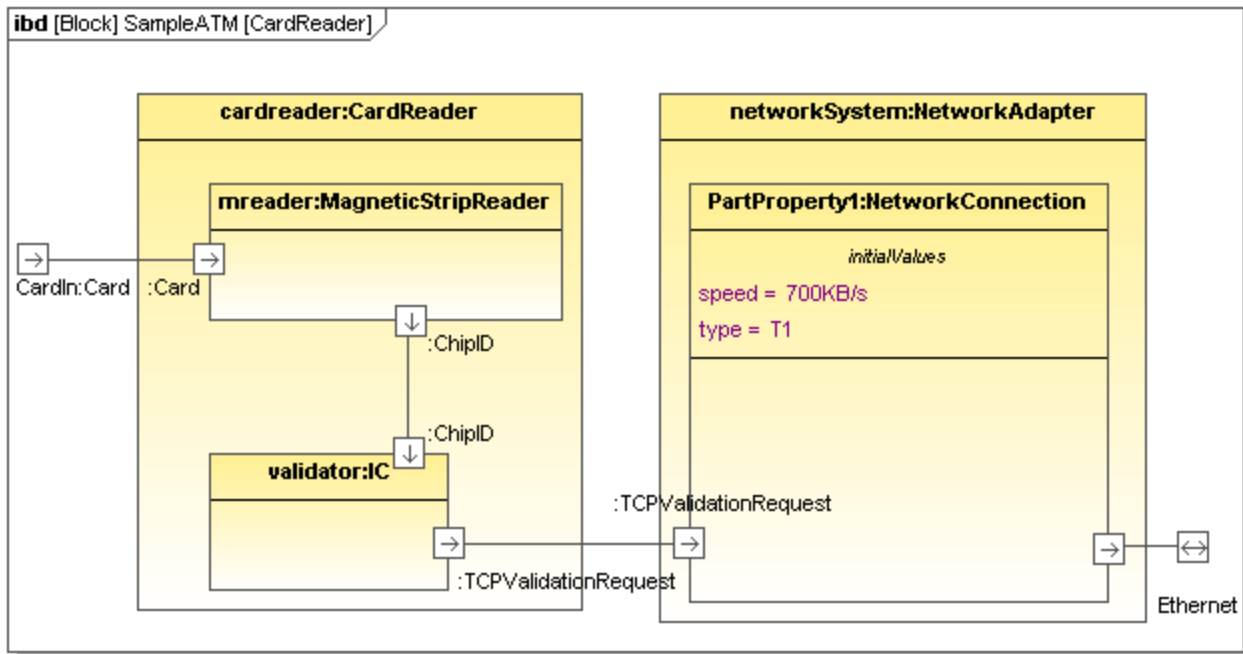 ibd [Block] SampleATM [CardReader]
cardreader:CardReader
networkSystem:NetworkAdapter
mreader:MagneticStripReader
PartProperty1:NetworkConnection
initialValues
CardIn:Card
:Card
speed = 700KB/s
type = T1
:ChipID
:ChipID
validator:IC
:TCPValidationRequest
:TCPValidationRequest
Ethernet